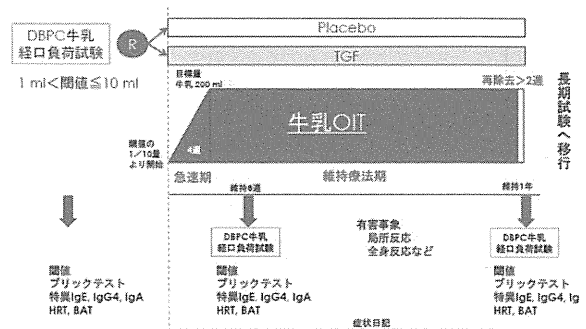 DBPC牛乳
経口負荷試験
R
Placebo
TGF
1 ml<閾値≦10 ml
目標量
牛乳 200 ml
再除去>2週
長期試験へ移行
牛乳OIT
閾値の
1/10量
より開始
4週
急速期
維持療法期
維持8週
維持1年
DBPC牛乳
経口負荷試験
有害事象
局所反応
全身反応など
DBPC牛乳
経口負荷試験
閾値
プリックテスト
特異IgE, IgG4, IgA
HRT, BAT
閾値
プリックテスト
特異IgE, IgG4, IgA
HRT, BAT
閾値
プリックテスト
特異IgE, IgG4, Ig
HRT, BAT
症状日記